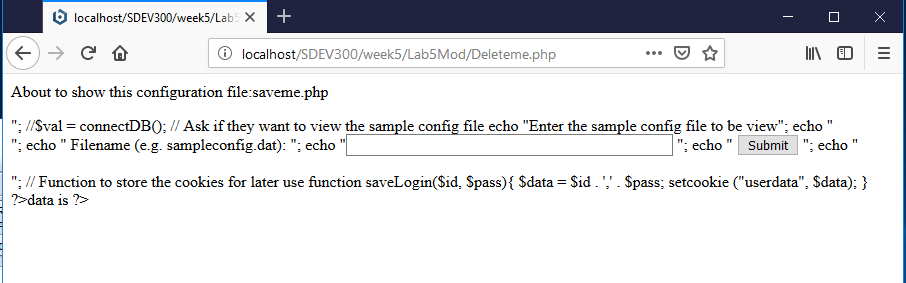 localhost/SDEV300/week5/Lab5
localhost/SDEV300/week5/Lab5Mod/Deleteme.php
About to show this configuration file:saveme.php
"; //$val = connectDB(); // Ask if they want to view the sample config file echo "Enter the sample config file to be view"; echo "
"; echo " Filename (e.g. sampleconfig.dat): "; echo " "; echo " Submit "; echo "
"; // Function to store the cookies for later use function saveLogin($id, $pass){ $data = $id . ',' . $pass; setcookie ("userdata", $data); }
?>data is ?>